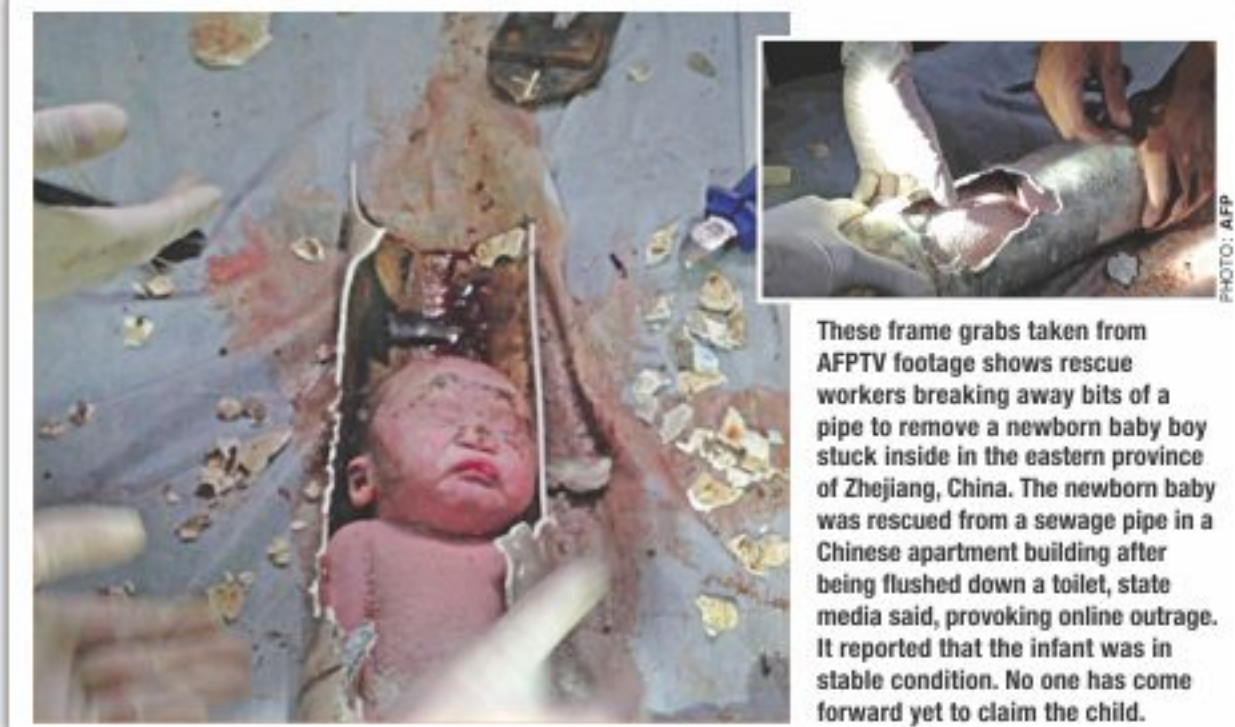 PHOTO: AFP
These frame grabs taken from
AFPTV footage shows rescue
workers breaking away bits of a
pipe to remove a newborn baby boy
stuck inside in the eastern province
of Zhejiang, China. The newborn baby
was rescued from a sewage pipe in a
Chinese apartment building after
being flushed down a toilet, state
media said, provoking online outrage.
It reported that the infant was in
stable condition. No one has come
forward yet to claim the child.